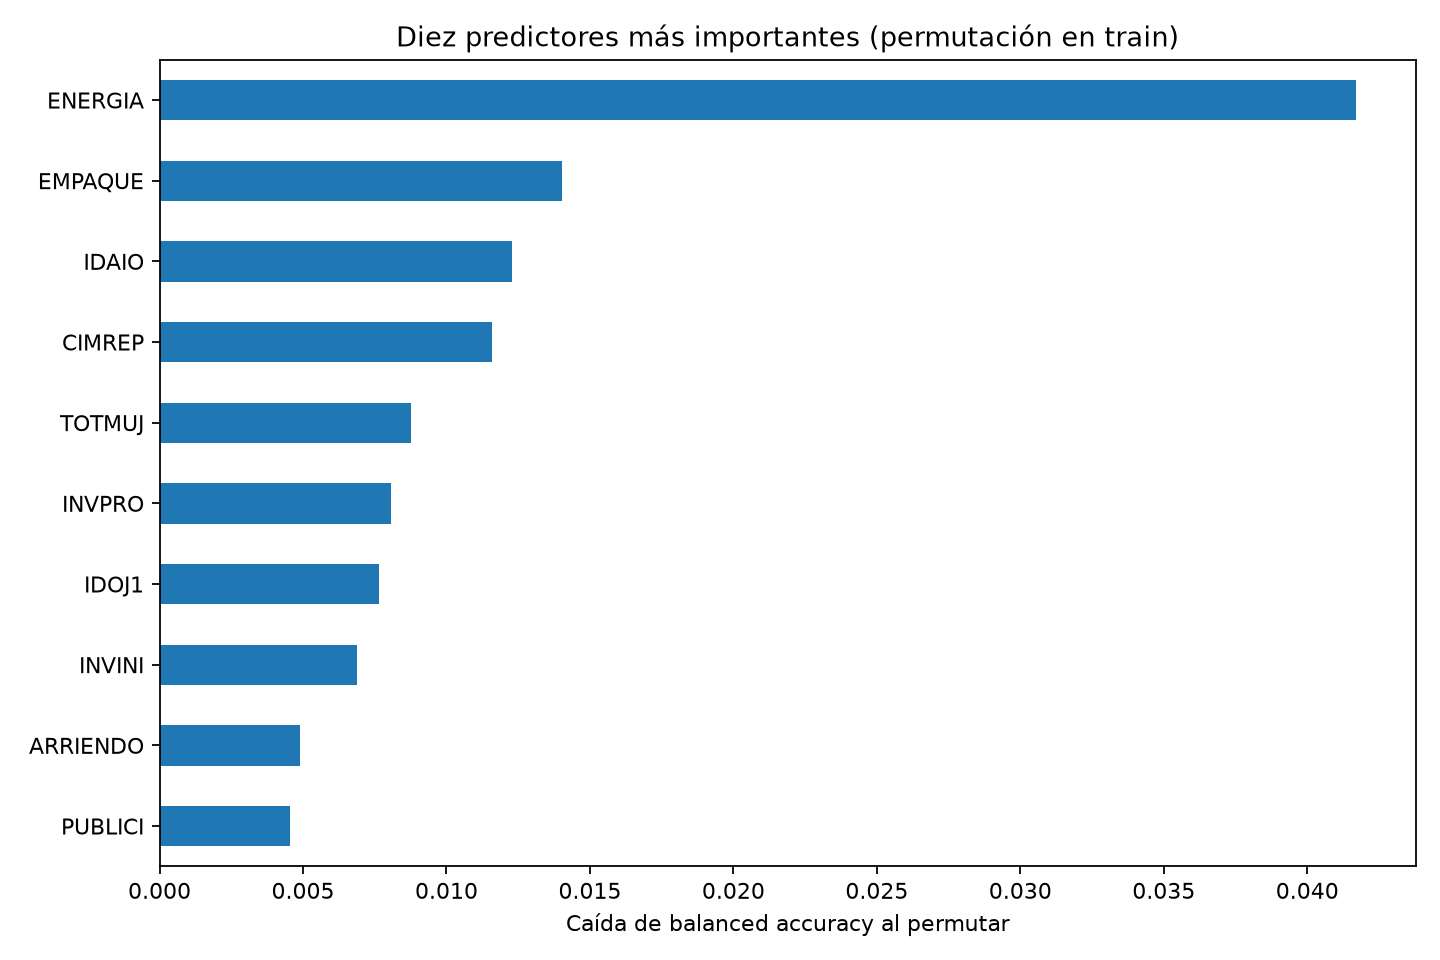 Diez predictores más importantes (permutación en train)
ENERGIA
EMPAQUE
IDAIO
CIMREP
TOTMUJ
INVPRO
IDOJ1
INVINI
ARRIENDO
PUBLICI
0.000 0.005 0.010 0.015 0.020 0.025 0.030 0.035 0.040
Caída de balanced accuracy al permutar